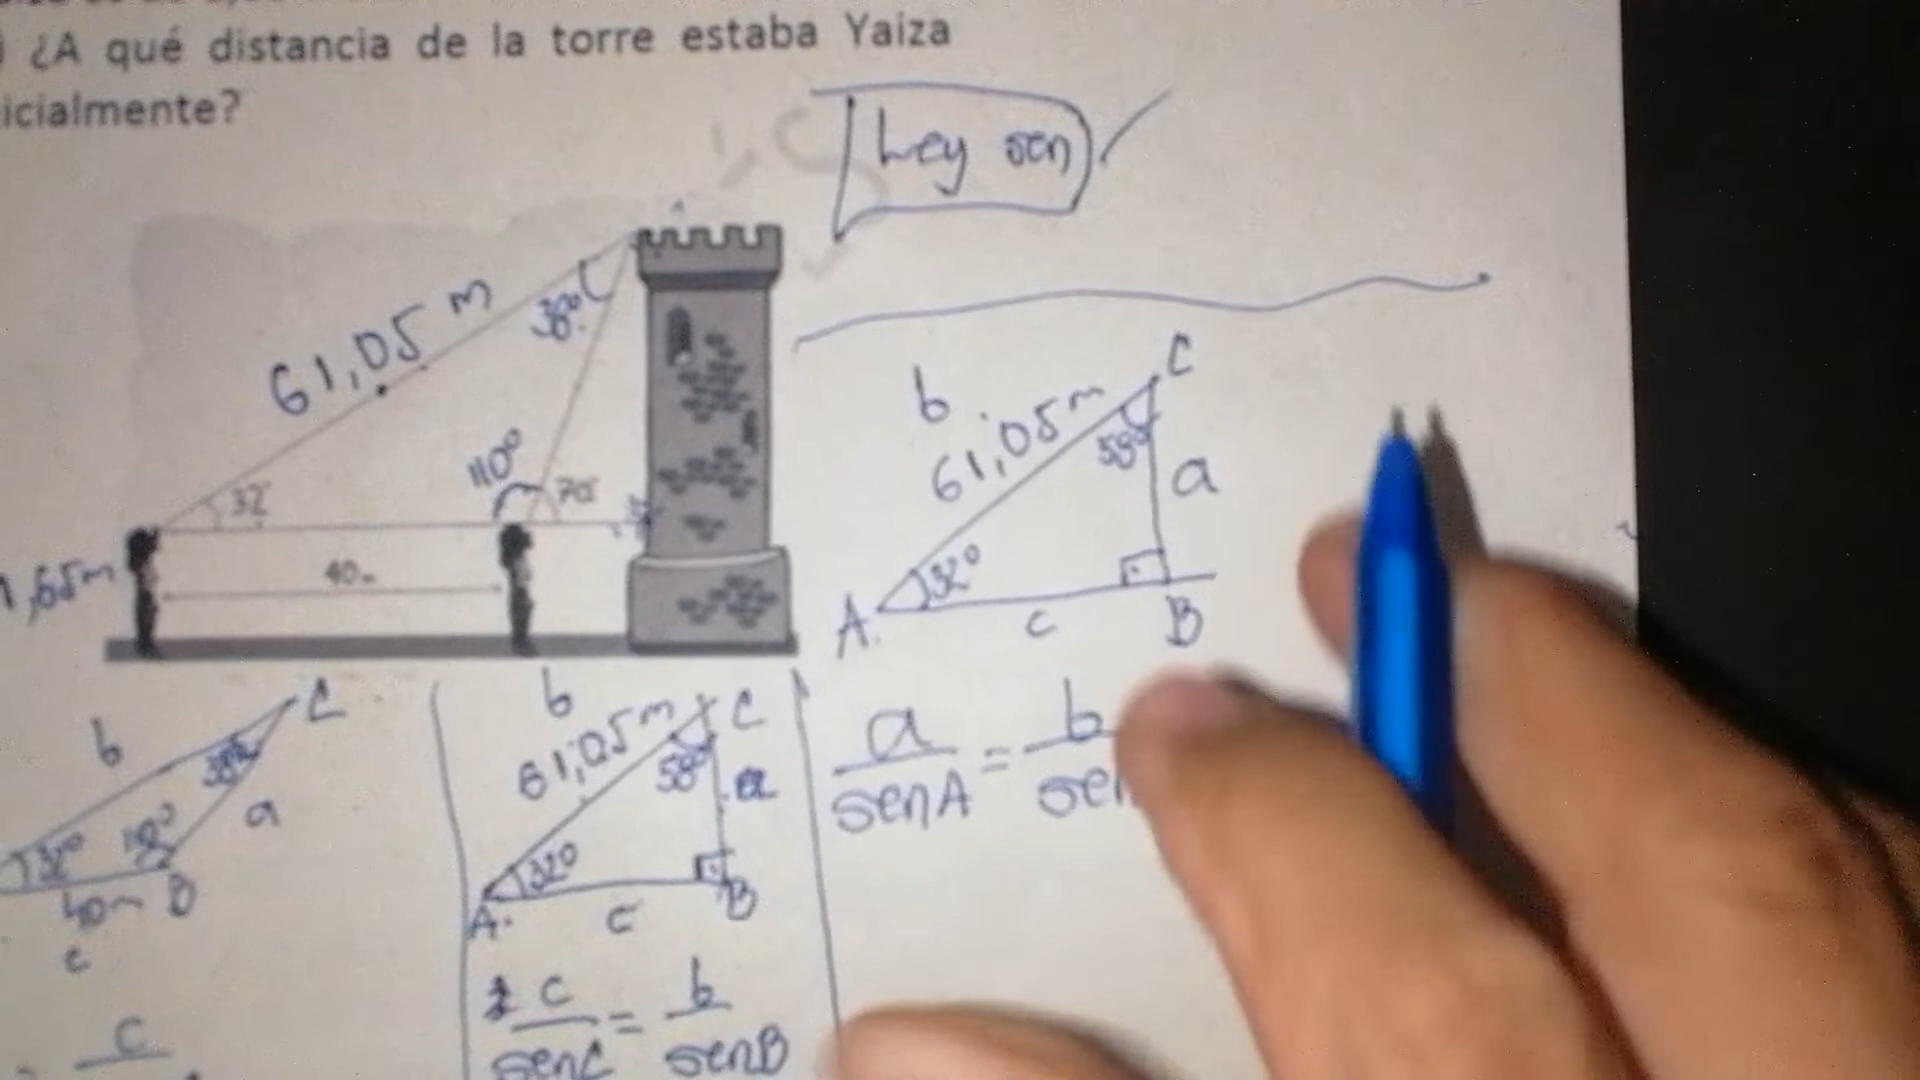 ¿A qué distancia de la torre estaba Yaiza
icialmente?
Ley sen
61,05 m
38°
110°
70°
32°
1,65m
40m
b
61,05 m
C
58°
a
32°
A
c
B
b
C
38°
a
32°
110°
40m
B
c
c
b
61,05m
C
58°
a
32°
A
c
B
c = b
senC senB
a = b
senA sen